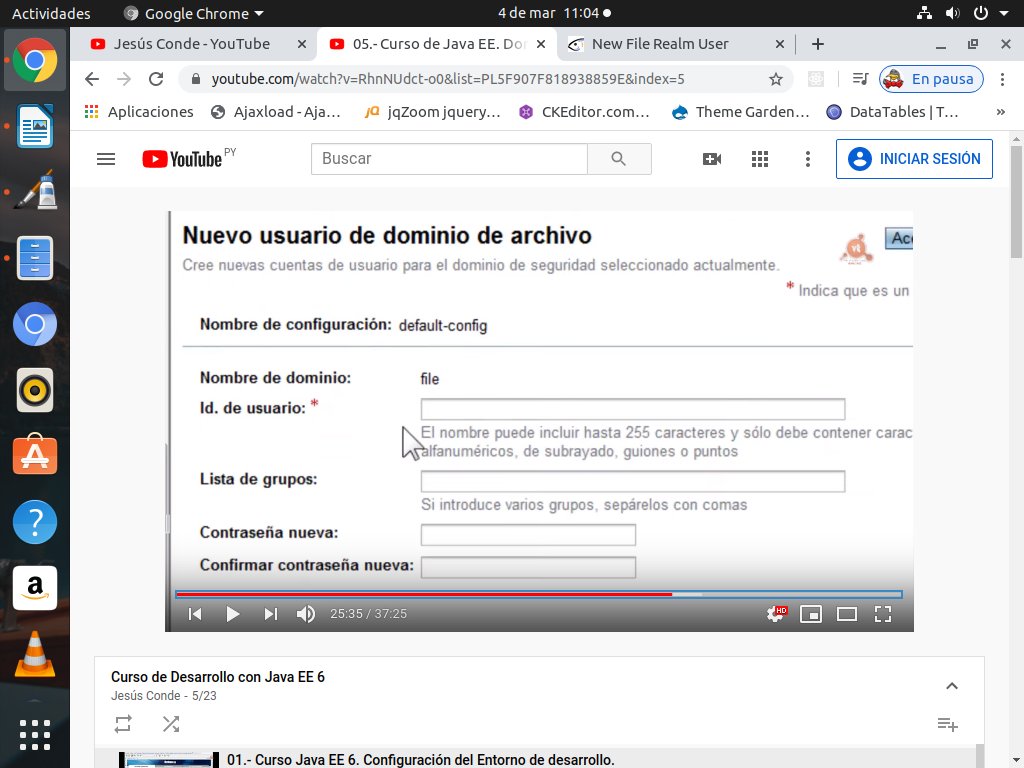 Actividades Google Chrome 4 de mar 11:04
Jesús Conde - YouTube 05.- Curso de Java EE. Dor New File Realm User
youtube.com/watch?v=RhnNUdct-o0&list=PL5F907F818938859E&index=5 En pausa
Aplicaciones Ajaxload - Aja... jqZoom jquery... CKEditor.com... Theme Garden... DataTables | T... »
YouTube PY Buscar INICIAR SESIÓN
Nuevo usuario de dominio de archivo
Cree nuevas cuentas de usuario para el dominio de seguridad seleccionado actualmente.
* Indica que es un
Nombre de configuración: default-config
Nombre de dominio: file
Id. de usuario: *
El nombre puede incluir hasta 255 caracteres y sólo debe contener carac
alfanuméricos, de subrayado, guiones o puntos
Lista de grupos:
Si introduce varios grupos, sepárelos con comas
Contraseña nueva:
Confirmar contraseña nueva:
25:35 / 37:25 HD
Curso de Desarrollo con Java EE 6
Jesús Conde - 5/23
01.- Curso Java EE 6. Configuración del Entorno de desarrollo.